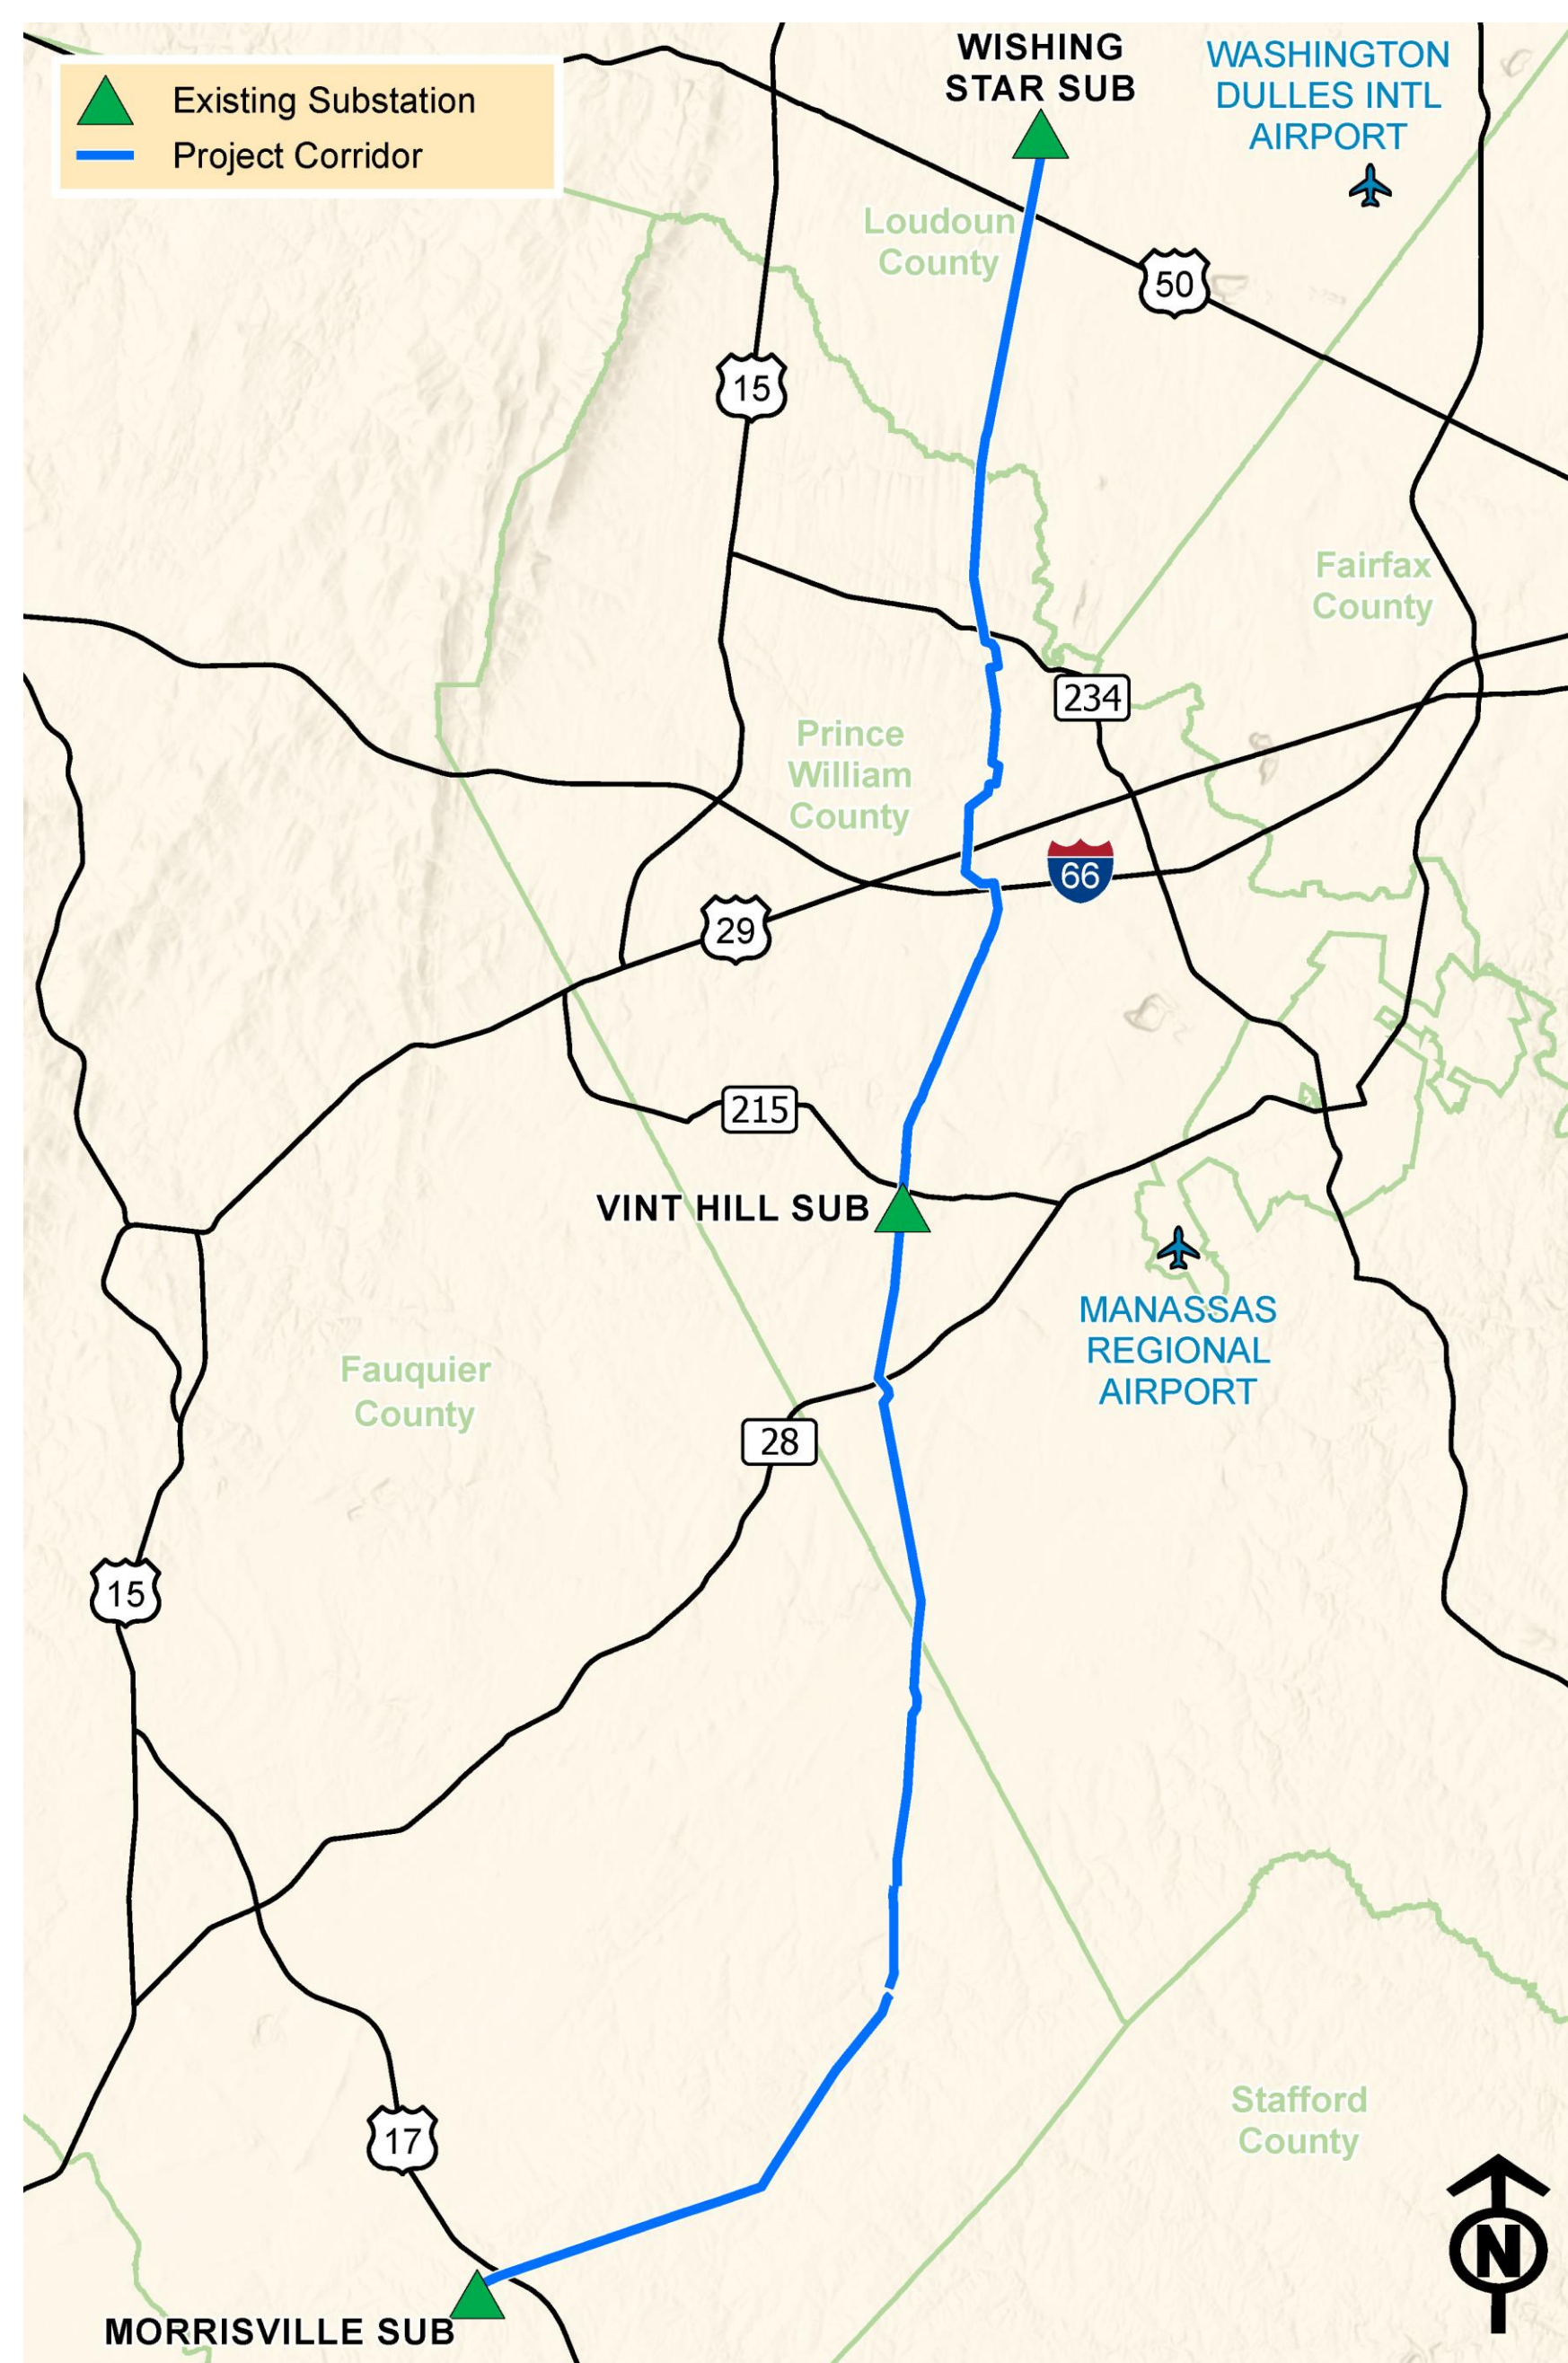 Existing Substation
Project Corridor
WISHING
STAR SUB
WASHINGTON
DULLES INTL
AIRPORT
Loudoun
County
50
15
Fairfax
County
234
Prince
William
County
66
29
215
VINT HILL SUB
MANASSAS
REGIONAL
AIRPORT
Fauquier
County
28
15
Stafford
County
17
N
MORRISVILLE SUB